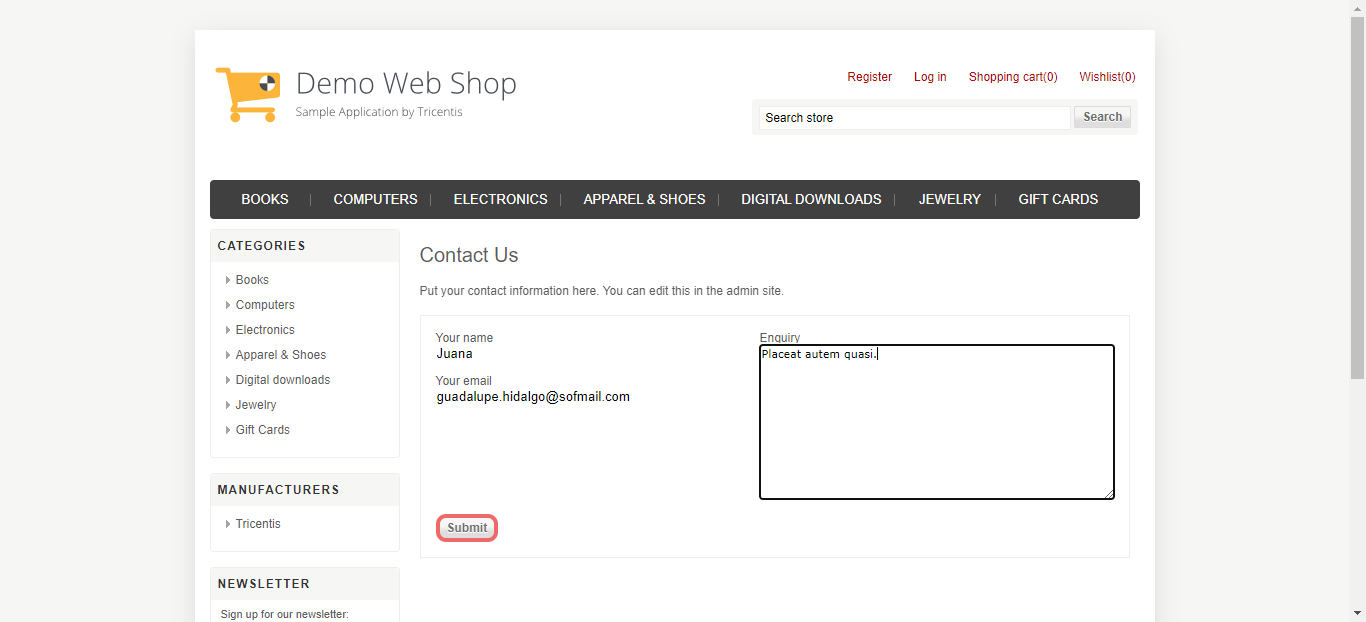 Demo Web Shop
Sample Application by Tricentis
Register Log in Shopping cart(0) Wishlist(0)
Search store Search
BOOKS COMPUTERS ELECTRONICS APPAREL & SHOES DIGITAL DOWNLOADS JEWELRY GIFT CARDS
CATEGORIES
Books
Computers
Electronics
Apparel & Shoes
Digital downloads
Jewelry
Gift Cards
MANUFACTURERS
Tricentis
NEWSLETTER
Sign up for our newsletter:
Contact Us
Put your contact information here. You can edit this in the admin site.
Your name
Juana
Your email
guadalupe.hidalgo@sofmail.com
Enquiry
Placeat autem quasi.
Submit